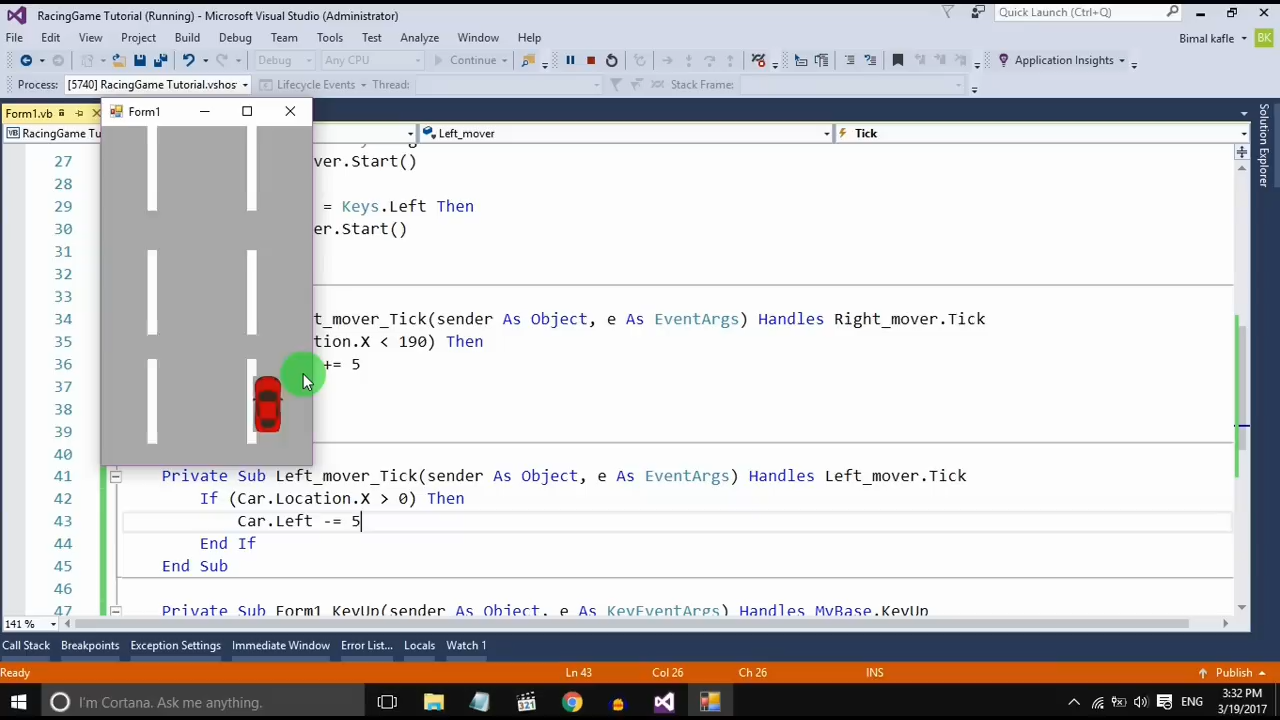 RacingGame Tutorial (Running) - Microsoft Visual Studio (Administrator)
Quick Launch (Ctrl+Q)
File Edit View Project Build Debug Team Tools Test Analyze Window Help
Bimal kafle BK
Debug Any CPU Continue Application Insights
Process: [5740] RacingGame Tutorial.vshos Lifecycle Events Thread: Stack Frame:
Form1.vb
Form1
VB RacingGame Tu Left_mover Tick
Solution Explorer
27 ver.Start()
28
29 = Keys.Left Then
30 er.Start()
31
32
33
34 t_mover_Tick(sender As Object, e As EventArgs) Handles Right_mover.Tick
35 tion.X < 190) Then
36 += 5
37
38
39
40
41 Private Sub Left_mover_Tick(sender As Object, e As EventArgs) Handles Left_mover.Tick
42 If (Car.Location.X > 0) Then
43 Car.Left -= 5
44 End If
45 End Sub
46
47 Private Sub Form1_KeyUp(sender As Object, e As KeyEventArgs) Handles MyBase.KeyUp
141 %
Call Stack Breakpoints Exception Settings Immediate Window Error List... Locals Watch 1
Ready Ln 43 Col 26 Ch 26 INS Publish
I'm Cortana. Ask me anything. 321 ENG 3:32 PM
3/19/2017